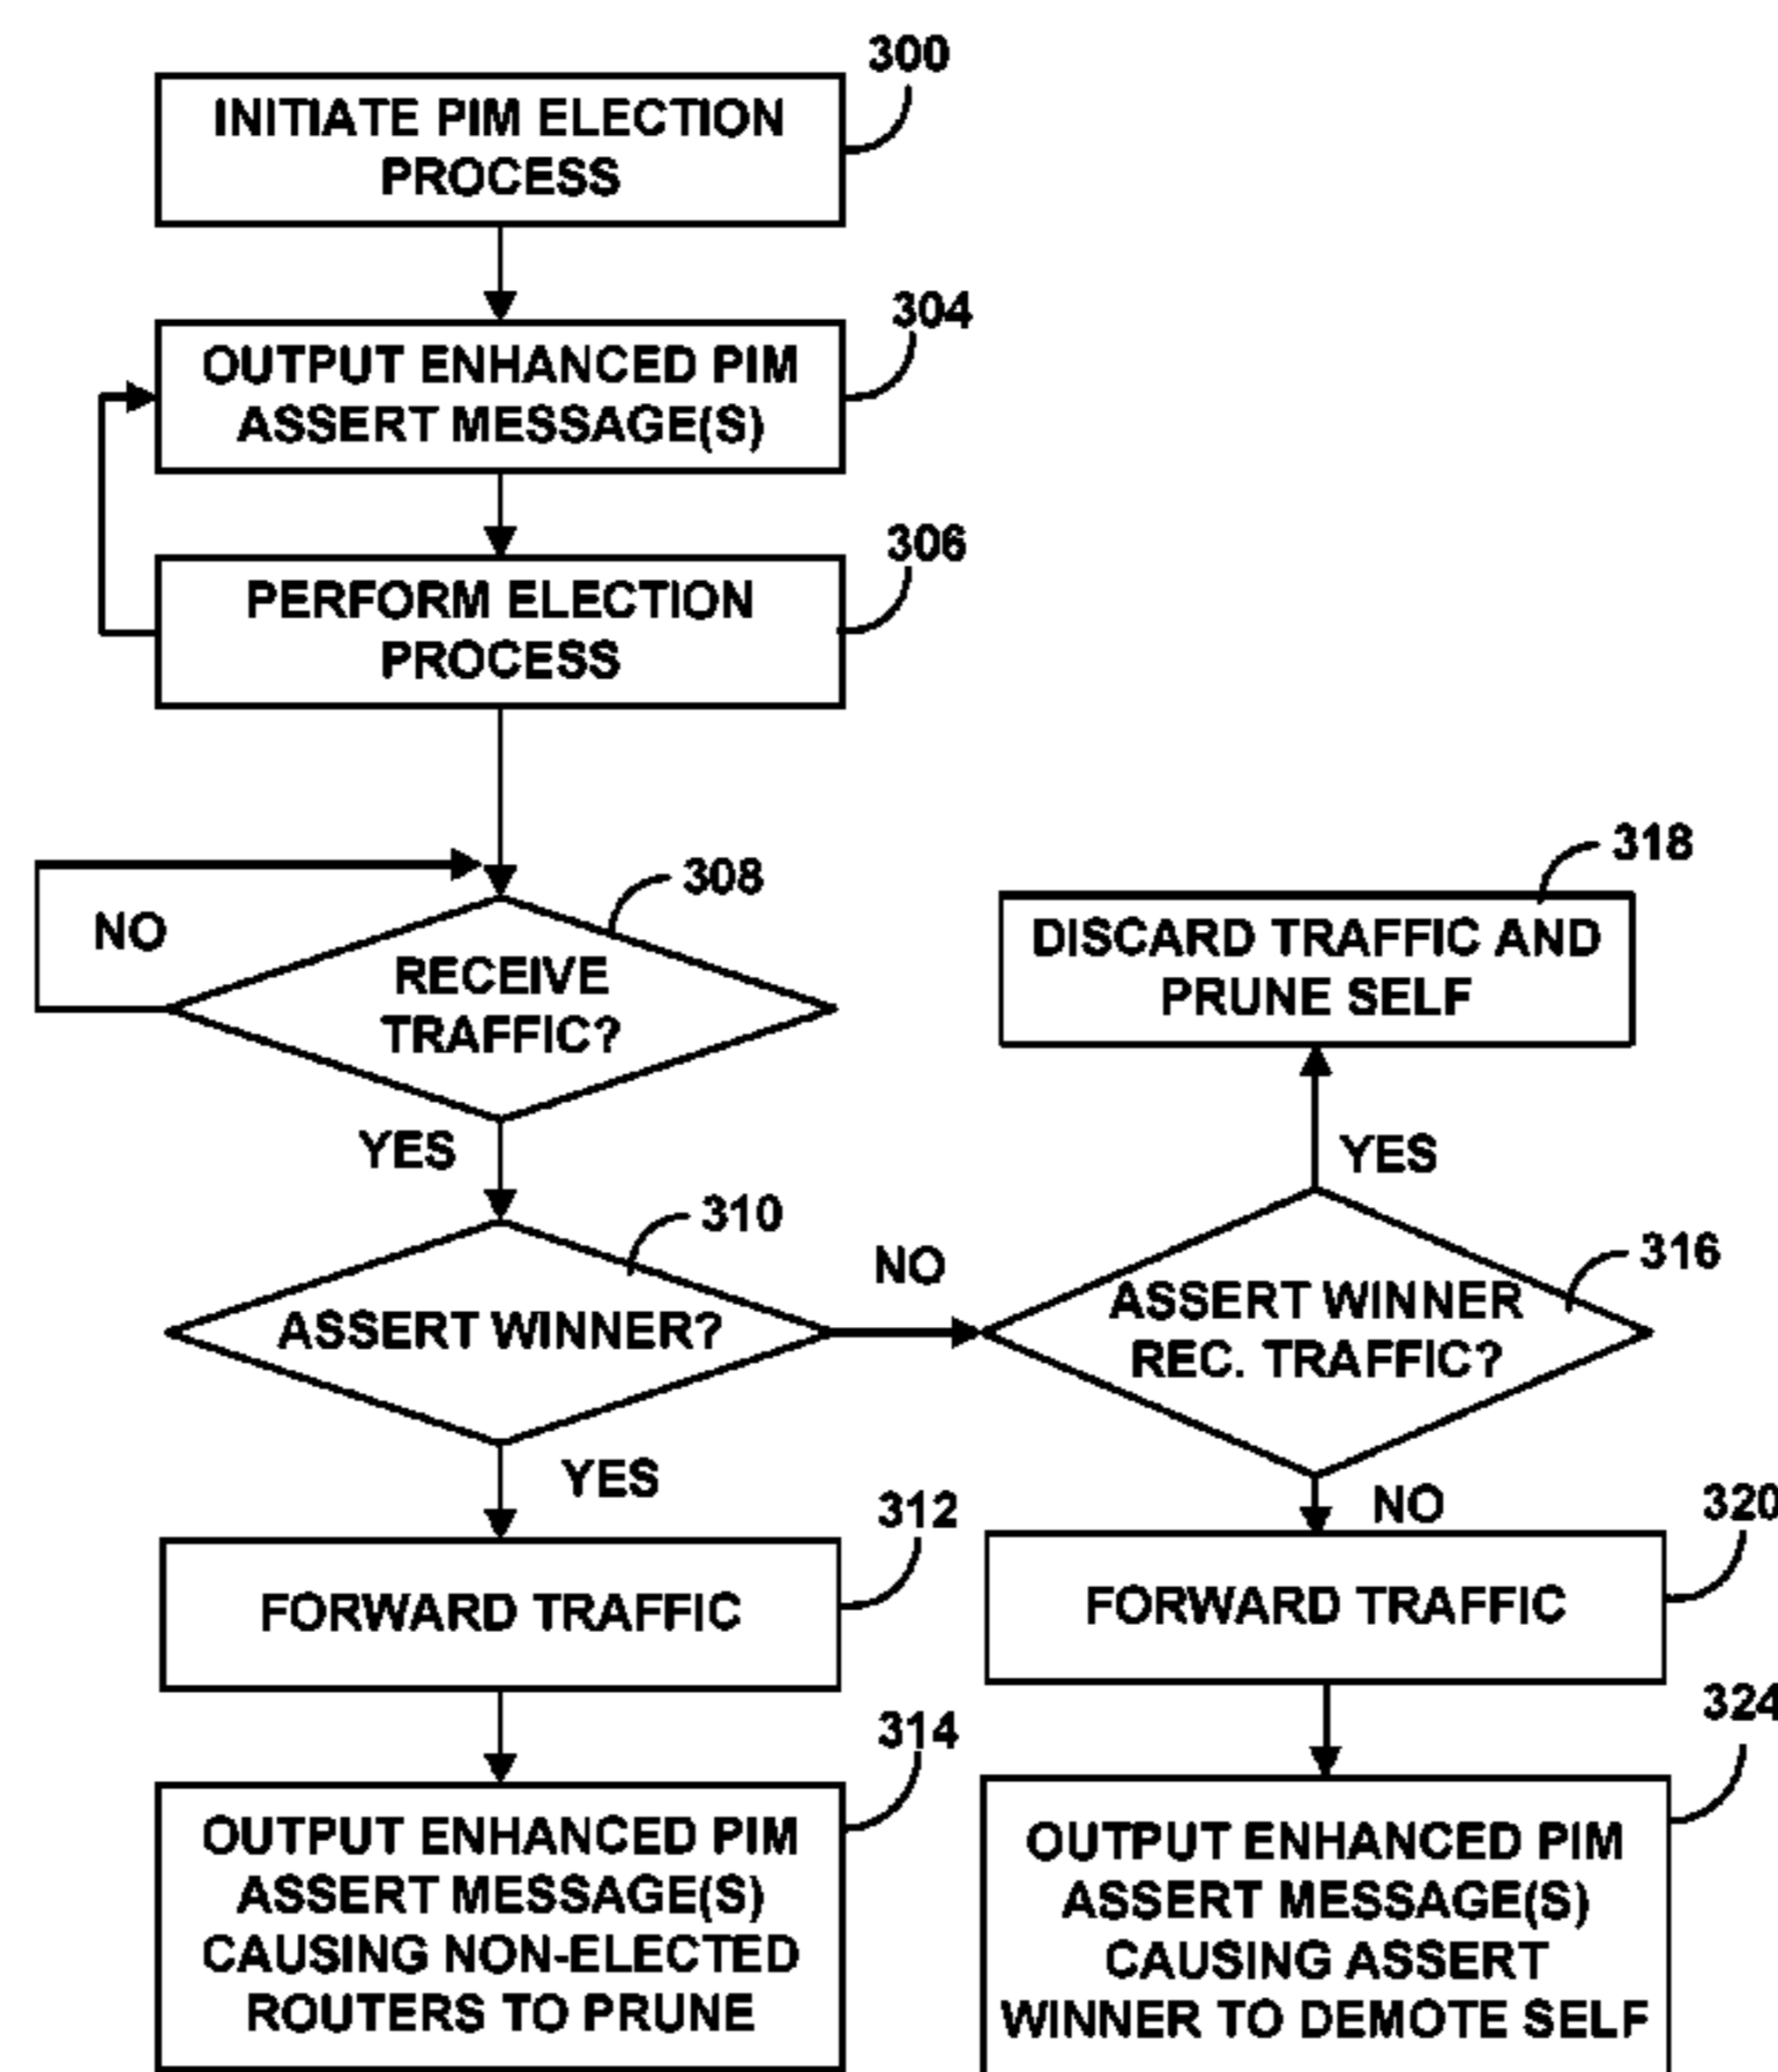 300
INITIATE PIM ELECTION
PROCESS
304
OUTPUT ENHANCED PIM
ASSERT MESSAGE(S)
306
PERFORM ELECTION
PROCESS
308
NO
RECEIVE
TRAFFIC?
YES
310
ASSERT WINNER?
NO
YES
312
FORWARD TRAFFIC
314
OUTPUT ENHANCED PIM
ASSERT MESSAGE(S)
CAUSING NON-ELECTED
ROUTERS TO PRUNE
318
DISCARD TRAFFIC AND
PRUNE SELF
YES
316
ASSERT WINNER
REC. TRAFFIC?
NO
320
FORWARD TRAFFIC
324
OUTPUT ENHANCED PIM
ASSERT MESSAGE(S)
CAUSING ASSERT
WINNER TO DEMOTE SELF